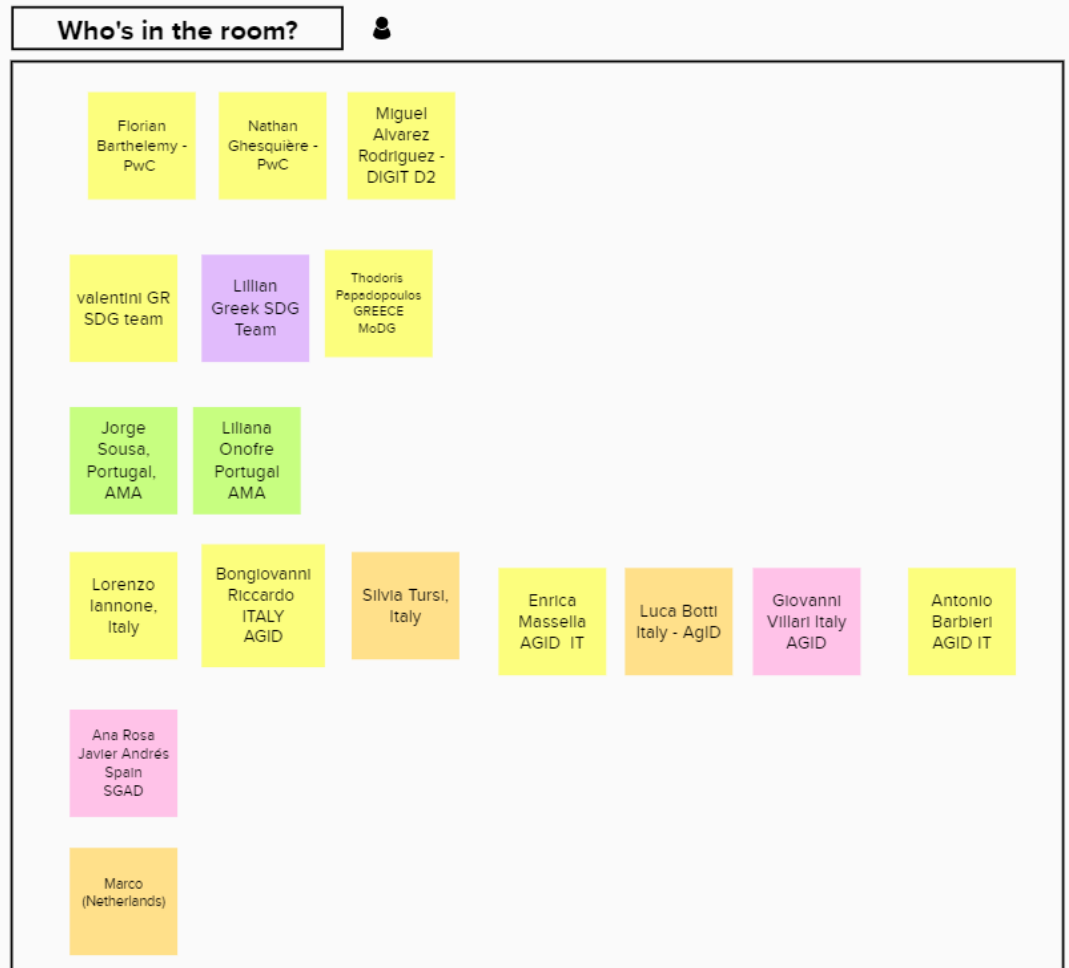 Who's in the room?
Florian
Barthelemy -
PwC
Nathan
Ghesquière -
PwC
Miguel
Alvarez
Rodriguez -
DIGIT D2
valentini GR
SDG team
Lillian
Greek SDG
Team
Thodoris
Papadopoulos
GREECE
MoDG
Jorge
Sousa,
Portugal,
AMA
Liliana
Onofre
Portugal
AMA
Lorenzo
Iannone,
Italy
Bongiovanni
Riccardo
ITALY
AGID
Silvia Tursi,
Italy
Enrica
Massella
AGID IT
Luca Botti
Italy - AgID
Giovanni
Villari Italy
AGID
Antonio
Barbieri
AGID IT
Ana Rosa
Javier Andrés
Spain
SGAD
Marco
(Netherlands)